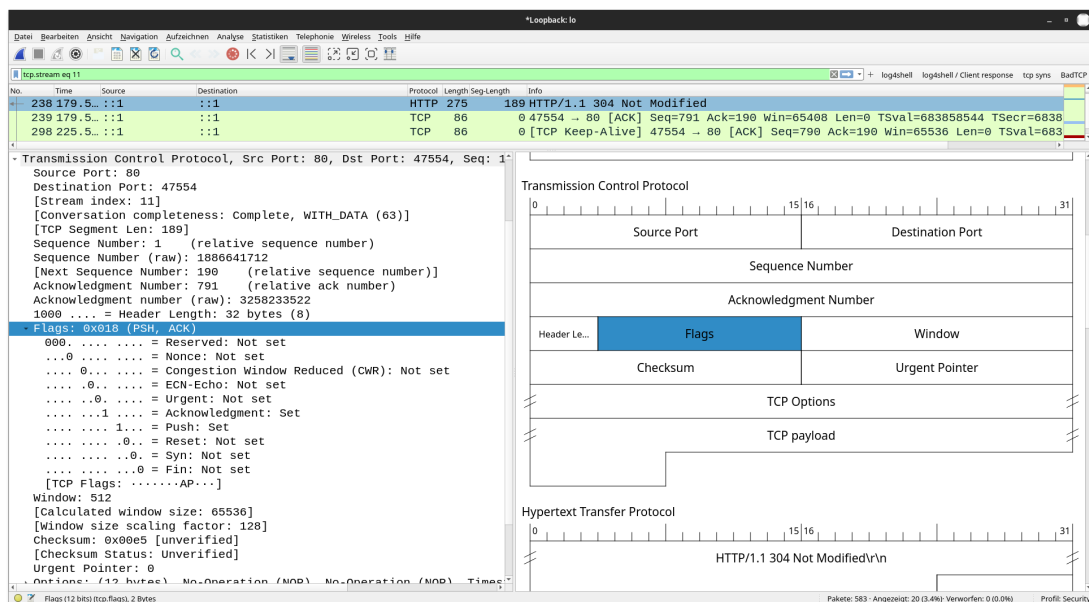 *Loopback: lo
Datei Bearbeiten Ansicht Navigation Aufzeichnen Analyse Statistiken Telephonie Wireless Tools Hilfe
tcp.stream eq 11 + log4shell log4shell / Client response tcp syns BadTCP
No. Time Source Destination Protocol Length Seg-Length Info
238 179.5… ::1 ::1 HTTP 275 189 HTTP/1.1 304 Not Modified
239 179.5… ::1 ::1 TCP 86 0 47554 → 80 [ACK] Seq=791 Ack=190 Win=65408 Len=0 TSval=683858544 TSecr=6838
298 225.5… ::1 ::1 TCP 86 0 [TCP Keep-Alive] 47554 → 80 [ACK] Seq=790 Ack=190 Win=65536 Len=0 TSval=683
Transmission Control Protocol, Src Port: 80, Dst Port: 47554, Seq: 1
Source Port: 80
Destination Port: 47554
[Stream index: 11]
[Conversation completeness: Complete, WITH_DATA (63)]
[TCP Segment Len: 189]
Sequence Number: 1 (relative sequence number)
Sequence Number (raw): 1886641712
[Next Sequence Number: 190 (relative sequence number)]
Acknowledgment Number: 791 (relative ack number)
Acknowledgment number (raw): 3258233522
1000 .... = Header Length: 32 bytes (8)
Flags: 0x018 (PSH, ACK)
000. .... .... = Reserved: Not set
...0 .... .... = Nonce: Not set
.... 0... .... = Congestion Window Reduced (CWR): Not set
.... .0.. .... = ECN-Echo: Not set
.... ..0. .... = Urgent: Not set
.... ...1 .... = Acknowledgment: Set
.... .... 1... = Push: Set
.... .... .0.. = Reset: Not set
.... .... ..0. = Syn: Not set
.... .... ...0 = Fin: Not set
[TCP Flags: ·······AP···]
Window: 512
[Calculated window size: 65536]
[Window size scaling factor: 128]
Checksum: 0x00e5 [unverified]
[Checksum Status: Unverified]
Urgent Pointer: 0
Options: (12 bytes), No-Operation (NOP), No-Operation (NOP), Times
Transmission Control Protocol
0 15 16 31
Source Port Destination Port
Sequence Number
Acknowledgment Number
Header Le... Flags Window
Checksum Urgent Pointer
TCP Options
TCP payload
Hypertext Transfer Protocol
0 15 16 31
HTTP/1.1 304 Not Modified\r\n
Flags (12 bits) (tcp.flags), 2 Bytes Pakete: 583 · Angezeigt: 20 (3.4%) · Verworfen: 0 (0.0%) Profil: Security